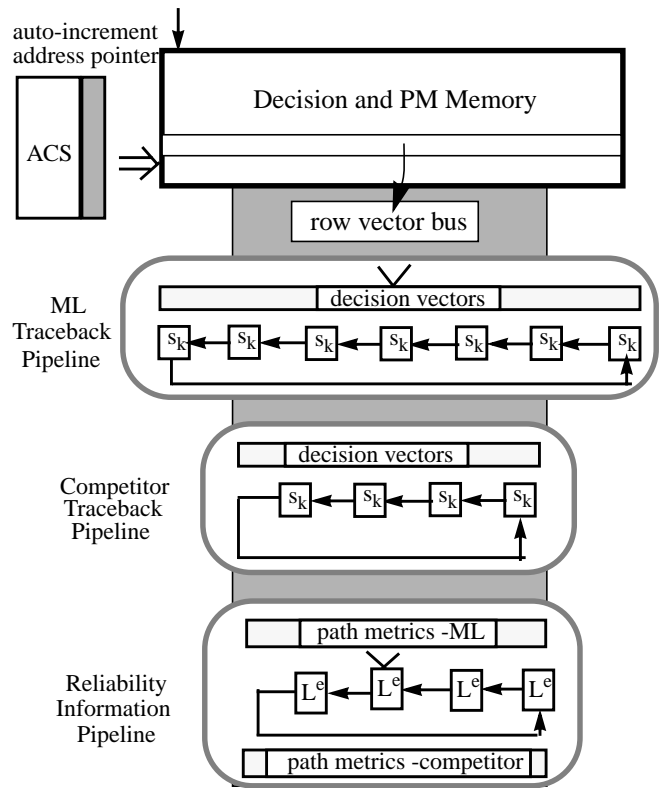 auto-increment
address pointer
Decision and PM Memory
ACS
row vector bus
ML
Traceback
Pipeline
decision vectors
s_k s_k s_k s_k s_k s_k s_k
Competitor
Traceback
Pipeline
decision vectors
s_k s_k s_k s_k
Reliability
Information
Pipeline
path metrics -ML
L^e L^e L^e L^e
path metrics -competitor